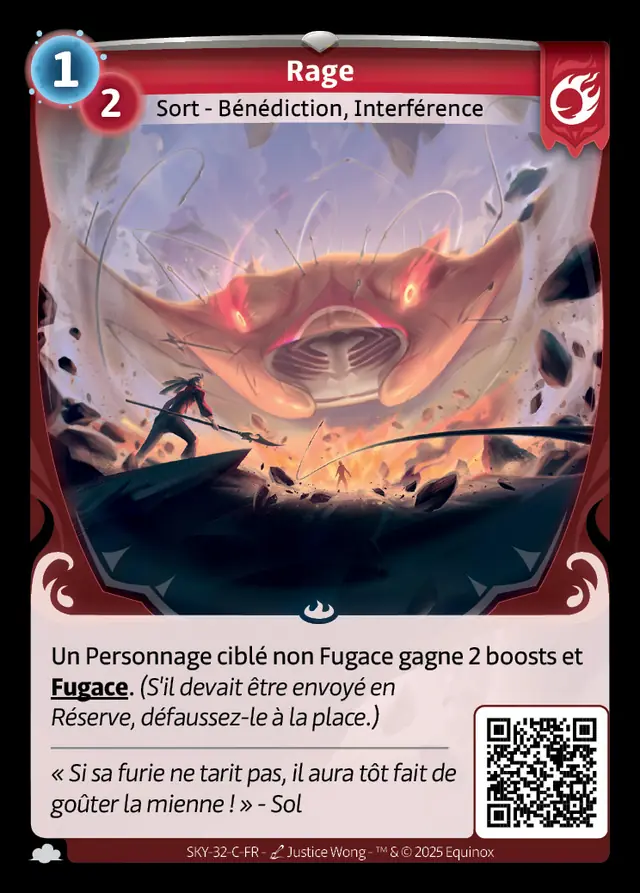 1
Rage
2
Sort - Bénédiction, Interférence
Un Personnage ciblé non Fugace gagne 2 boosts et
Fugace. (S'il devait être envoyé en
Réserve, défaussez-le à la place.)
« Si sa furie ne tarit pas, il aura tôt fait de
goûter la mienne ! » - Sol
SKY-32-C-FR - Justice Wong - ™ & © 2025 Equinox